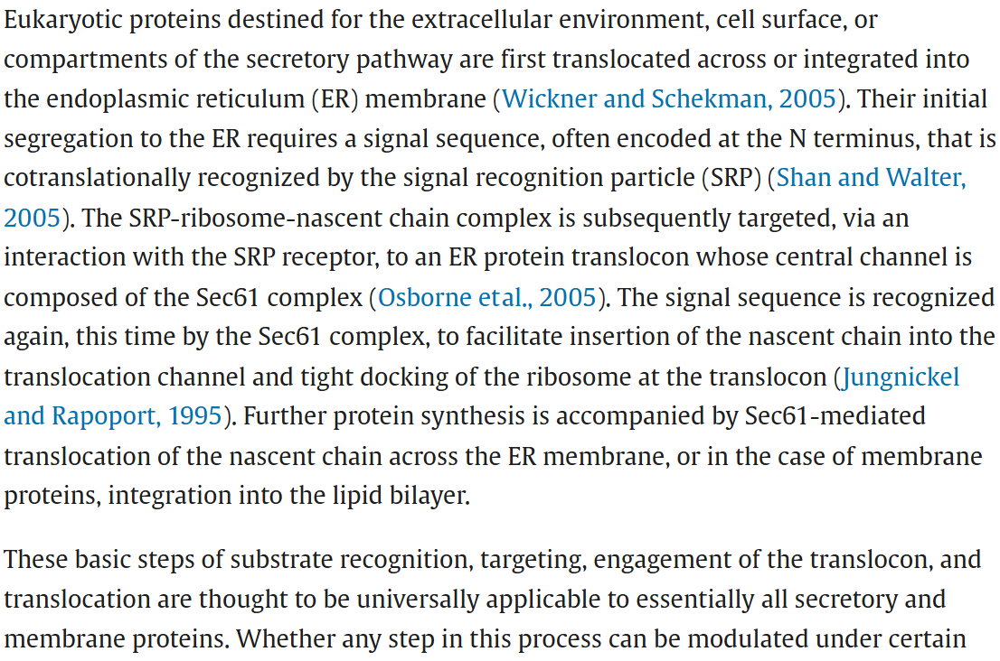 Eukaryotic proteins destined for the extracellular environment, cell surface, or
compartments of the secretory pathway are first translocated across or integrated into
the endoplasmic reticulum (ER) membrane (Wickner and Schekman, 2005). Their initial
segregation to the ER requires a signal sequence, often encoded at the N terminus, that is
cotranslationally recognized by the signal recognition particle (SRP) (Shan and Walter,
2005). The SRP-ribosome-nascent chain complex is subsequently targeted, via an
interaction with the SRP receptor, to an ER protein translocon whose central channel is
composed of the Sec61 complex (Osborne etal., 2005). The signal sequence is recognized
again, this time by the Sec61 complex, to facilitate insertion of the nascent chain into the
translocation channel and tight docking of the ribosome at the translocon (Jungnickel
and Rapoport, 1995). Further protein synthesis is accompanied by Sec61-mediated
translocation of the nascent chain across the ER membrane, or in the case of membrane
proteins, integration into the lipid bilayer.
These basic steps of substrate recognition, targeting, engagement of the translocon, and
translocation are thought to be universally applicable to essentially all secretory and
membrane proteins. Whether any step in this process can be modulated under certain